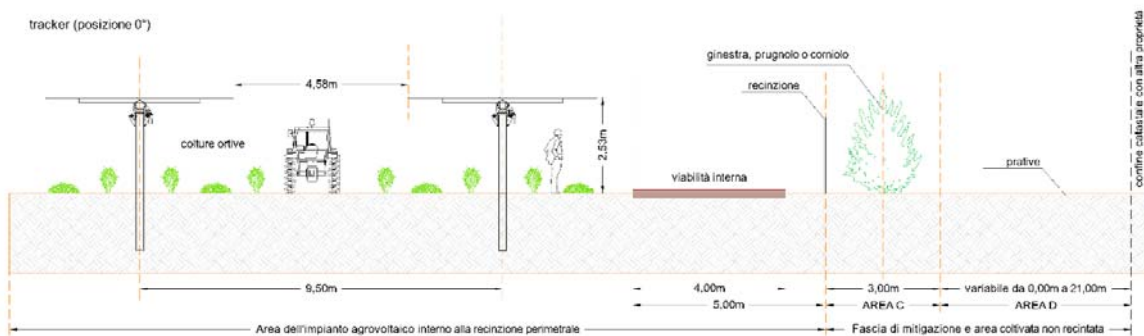 tracker (posizione 0°)
ginestra, prugnolo o corniolo
recinzione
4,58m
colture ortive
2,53m
viabilità interna
prative
confine catastale con altra proprietà
9,50m
4,00m
3,00m
variabile da 0,00m a 21,00m
5,00m
AREA C
AREA D
Area dell'impianto agrovoltaico interno alla recinzione perimetrale
Fascia di mitigazione e area coltivata non recintata